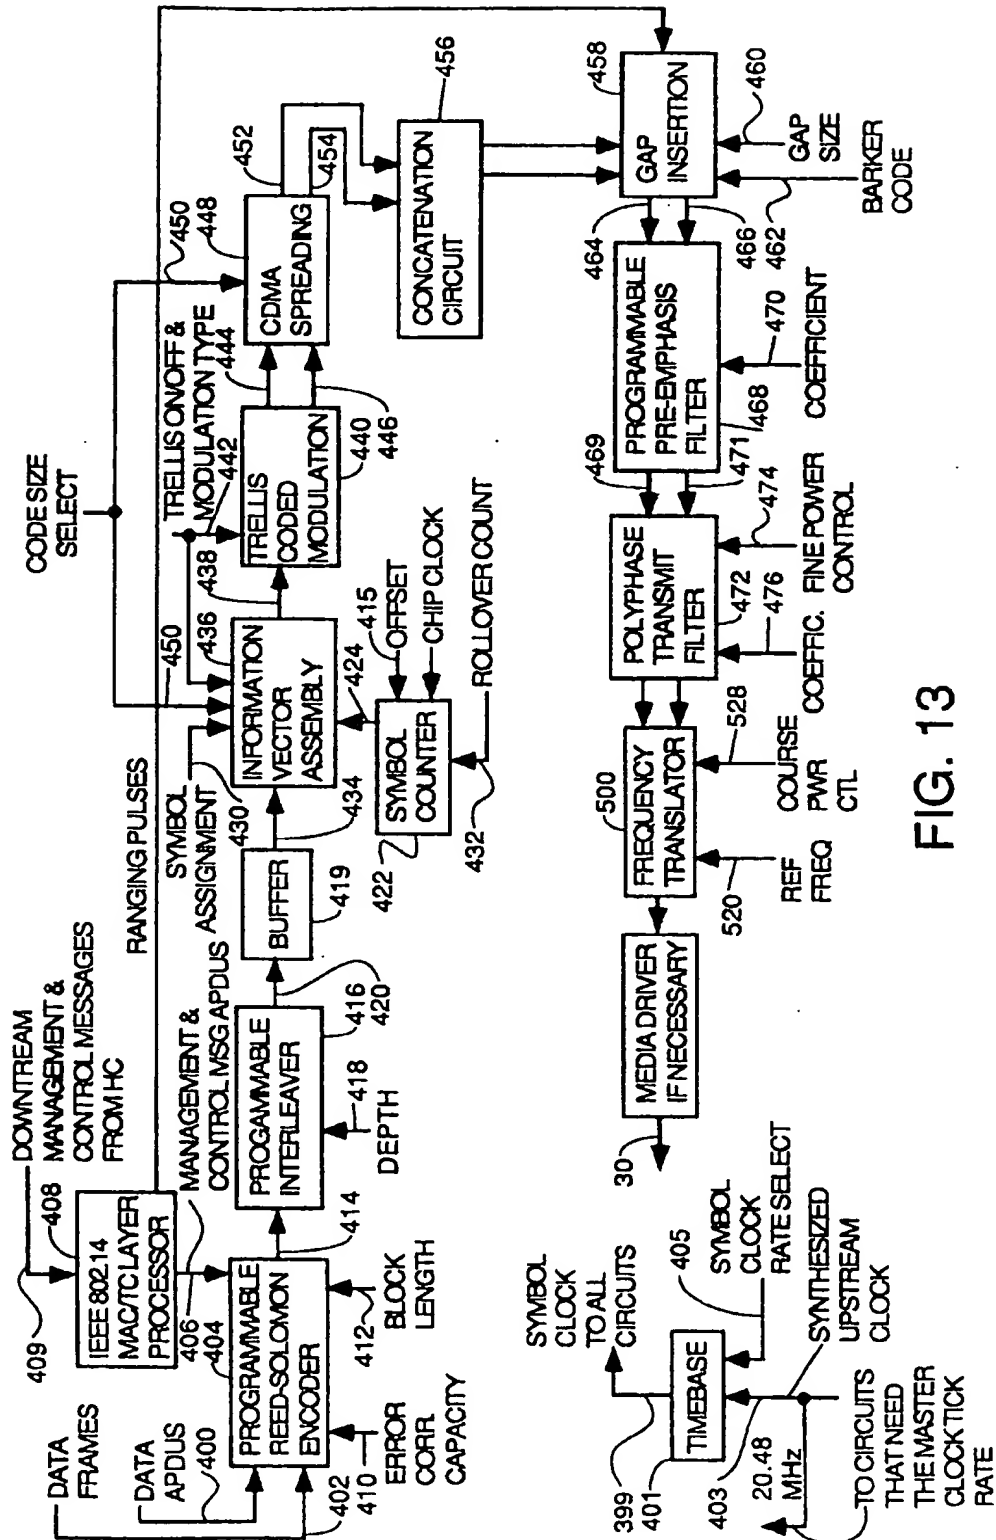 DATA
FRAMES
DATA
APDUS
400
402
409
DOWNTREAM
MANAGEMENT &
CONTROL MESSAGES
FROM HC
408
IEEE 802.14
MAC/TC LAYER
PROCESSOR
406
404
PROGRAMMABLE
REED-SOLOMON
ENCODER
410
ERROR
CORR.
CAPACITY
412
BLOCK
LENGTH
414
MANAGEMENT &
CONTROL MSG APDUS
PROGAMMABLE
INTERLEAVER
416
418
DEPTH
420
BUFFER
419
RANGING PULSES
SYMBOL
ASSIGNMENT
430
434
450
436
INFORMATION
VECTOR
ASSEMBLY
424
415
OFFSET
CHIP CLOCK
SYMBOL
COUNTER
422
432
ROLLOVER COUNT
438
CODE SIZE
SELECT
TRELLIS ON/OFF &
MODULATION TYPE
442
TRELLIS
CODED
MODULATION
440
444
446
450
448
CDMA
SPREADING
452
454
CONCATENATION
CIRCUIT
456
458
GAP
INSERTION
460
GAP
SIZE
462
BARKER
CODE
464
466
PROGRAMMABLE
PRE-EMPHASIS
FILTER
468
470
COEFFICIENT
469
471
POLYPHASE
TRANSMIT
FILTER
472
474
FINE POWER
CONTROL
476
COEFFIC.
500
FREQUENCY
TRANSLATOR
528
COURSE
PWR
CTL
520
REF
FREQ
MEDIA DRIVER
IF NECESSARY
30
SYMBOL
CLOCK
TO ALL
CIRCUITS
399
401
TIMEBASE
405
SYMBOL
CLOCK
RATE SELECT
403
SYNTHESIZED
UPSTREAM
CLOCK
20.48
MHz
TO CIRCUITS
THAT NEED
THE MASTER
CLOCK TICK
RATE
FIG. 13